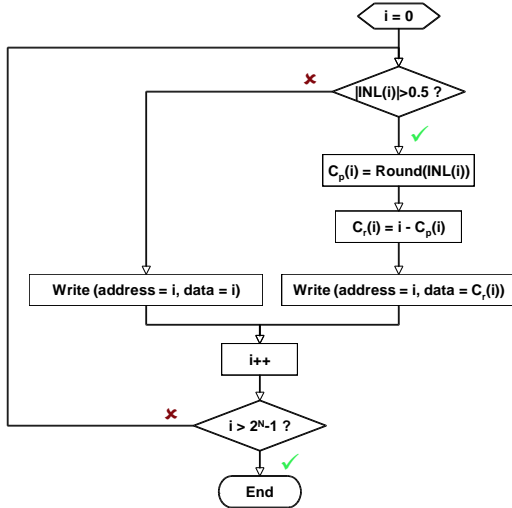 i = 0
|INL(i)|>0.5 ?
Cp(i) = Round(INL(i))
Cr(i) = i - Cp(i)
Write (address = i, data = i)
Write (address = i, data = Cr(i))
i++
i > 2ᴺ-1 ?
End